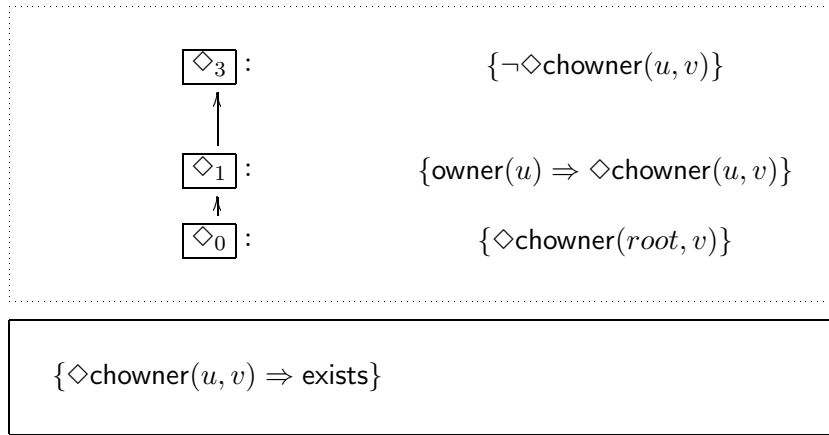 ◇₃ : {¬◇chowner(u, v)}
◇₁ : {owner(u) ⇒ ◇chowner(u, v)}
◇₀ : {◇chowner(root, v)}
{◇chowner(u, v) ⇒ exists}